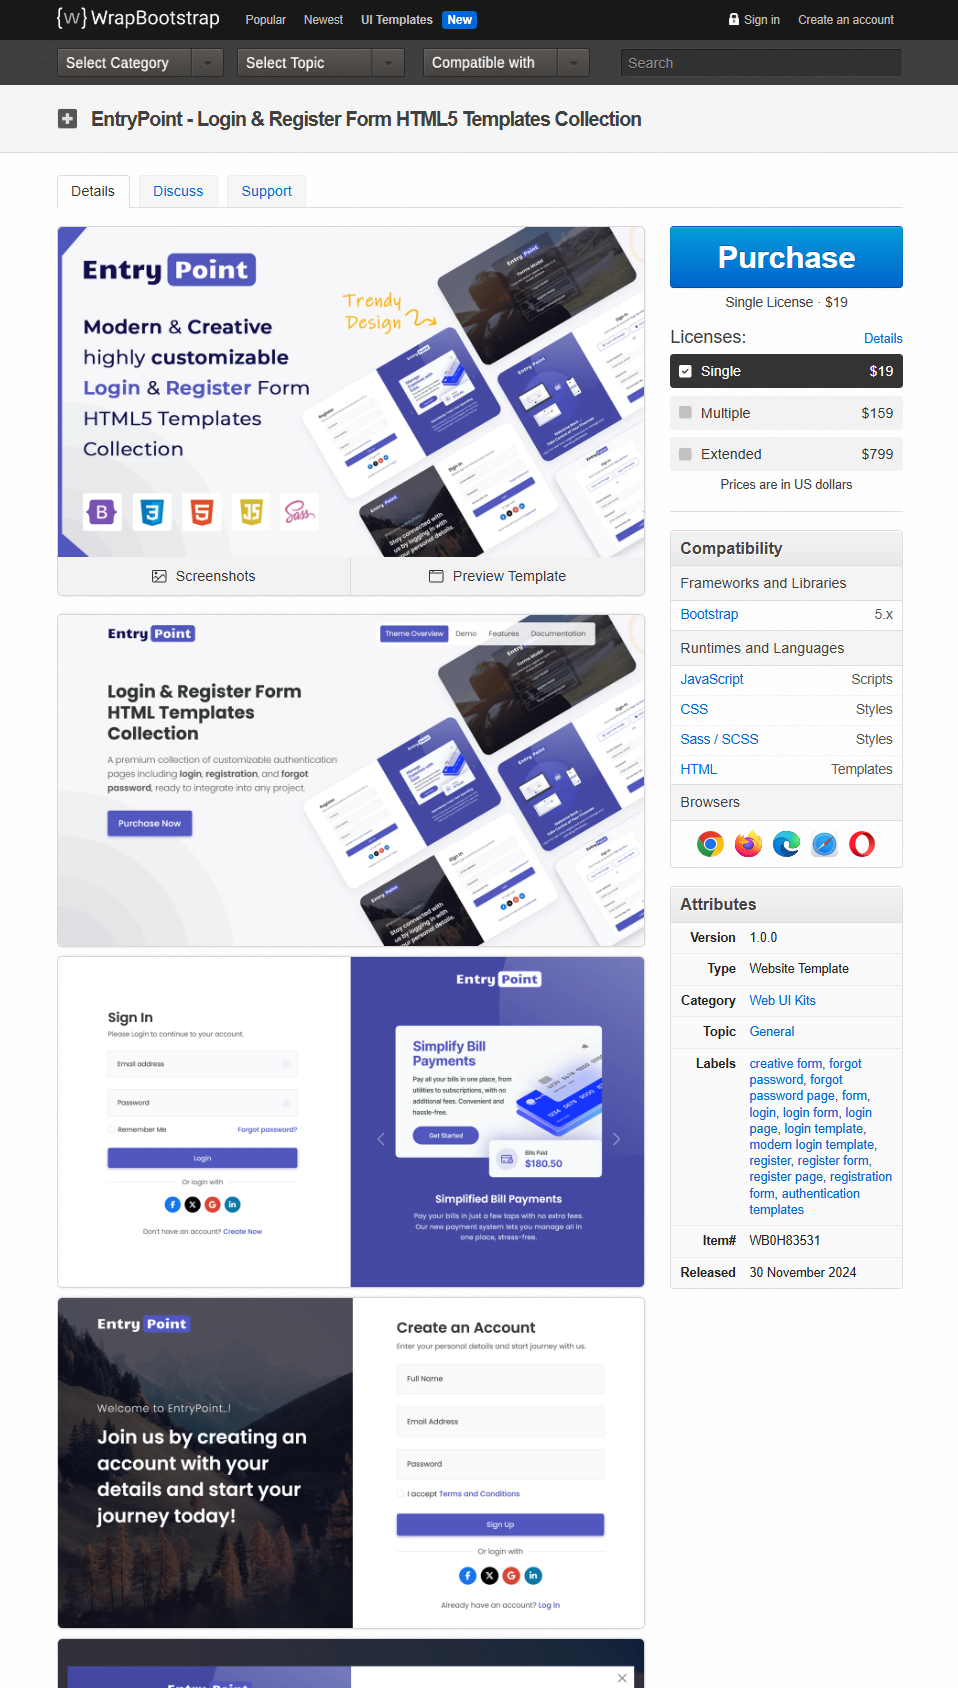 {w} WrapBootstrap
Popular
Newest
UI Templates
New
Sign in
Create an account
Select Category
Select Topic
Compatible with
Search
EntryPoint - Login & Register Form HTML5 Templates Collection
Details
Discuss
Support
Entry Point
Modern & Creative
highly customizable
Login & Register Form
HTML5 Templates
Collection
Trendy
Design
B
3
5
JS
Sass
Screenshots
Preview Template
Purchase
Single License · $19
Licenses:
Details
Single $19
Multiple $159
Extended $799
Prices are in US dollars
Compatibility
Frameworks and Libraries
Bootstrap 5.x
Runtimes and Languages
JavaScript Scripts
CSS Styles
Sass / SCSS Styles
HTML Templates
Browsers
Attributes
Version 1.0.0
Type Website Template
Category Web UI Kits
Topic General
Labels creative form, forgot
password, forgot
password page, form,
login, login form, login
page, login template,
modern login template,
register, register form,
register page, registration
form, authentication
templates
Item# WB0H83531
Released 30 November 2024
Entry Point
Theme Overview
Demo
Features
Documentation
Login & Register Form
HTML Templates
Collection
A premium collection of customizable authentication
pages including login, registration, and forgot
password, ready to integrate into any project.
Purchase Now
Sign In
Please Login to continue to your account.
Email address
Password
Remember Me
Forgot password?
Login
Or login with
Don't have an account? Create Now
Entry Point
Simplify Bill
Payments
Pay all your bills in one place, from
utilities to subscriptions, with no
additional fees. Convenient and
hassle-free.
Get Started
Bills Paid
$180.50
Simplified Bill Payments
Pay your bills in just a few taps with no extra fees.
Our new payment system lets you manage all in
one place, stress-free.
Entry Point
Welcome to EntryPoint..!
Join us by creating an
account with your
details and start your
journey today!
Create an Account
Enter your personal details and start journey with us.
Full Name
Email Address
Password
I accept Terms and Conditions
Sign Up
Or login with
Already have an account? Log In
Entry Point